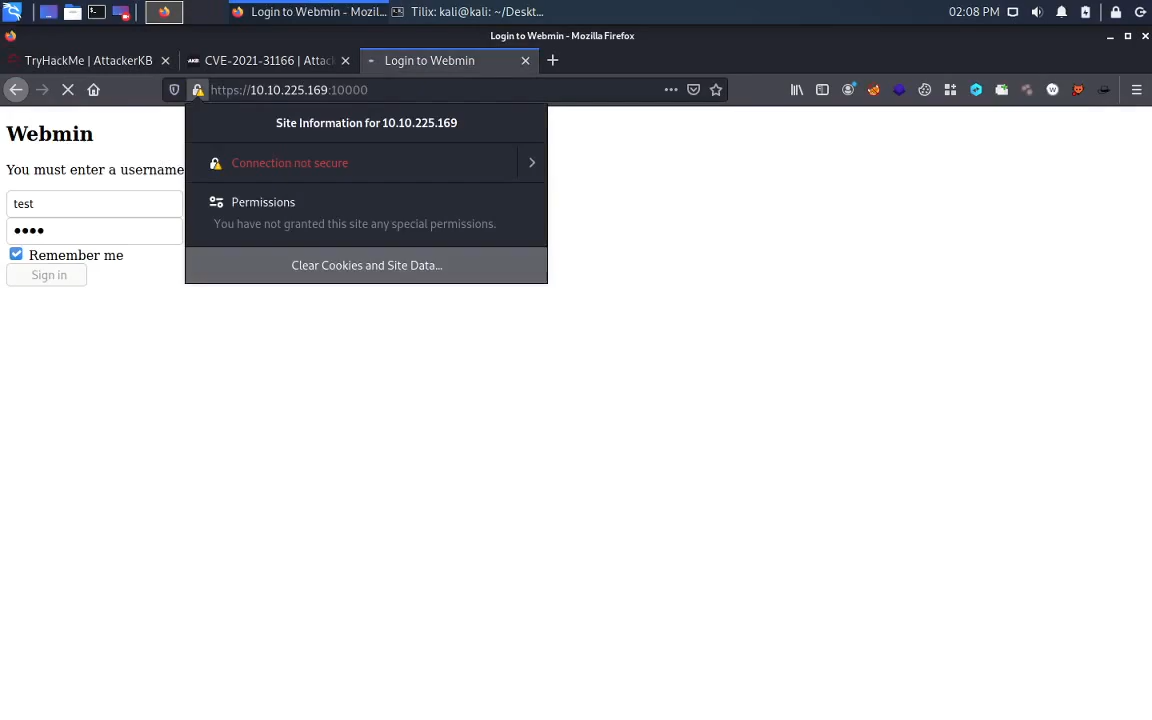 Login to Webmin - Mozil... Tilix: kali@kali: ~/Deskt... 02:08 PM
Login to Webmin - Mozilla Firefox
TryHackMe | AttackerKB CVE-2021-31166 | Attac Login to Webmin
https://10.10.225.169:10000
Site Information for 10.10.225.169
Webmin
Connection not secure
You must enter a username
Permissions
test
You have not granted this site any special permissions.
Remember me
Clear Cookies and Site Data...
Sign in